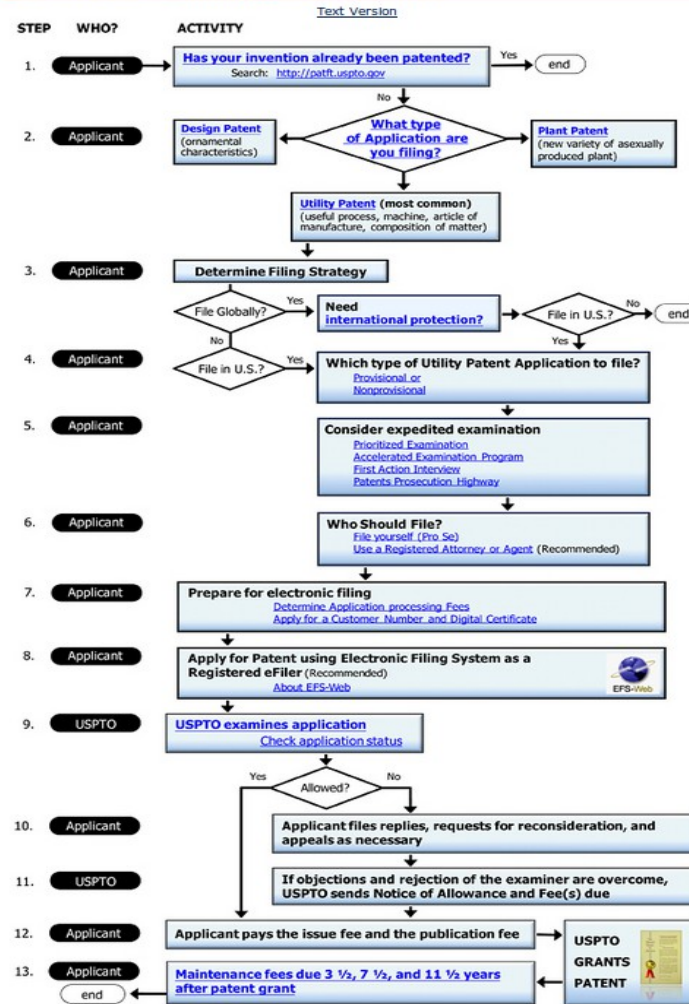 Text Version
STEP WHO? ACTIVITY
1. Applicant Has your invention already been patented? Yes end
Search: http://patft.uspto.gov
No
2. Applicant
Design Patent
(ornamental
characteristics)
What type
of Application are
you filing?
Plant Patent
(new variety of asexually
produced plant)
Utility Patent (most common)
(useful process, machine, article of
manufacture, composition of matter)
3. Applicant Determine Filing Strategy
File Globally? Yes
Need
international protection?
File in U.S.? No end
No
Yes
4. Applicant File in U.S.? Yes
Which type of Utility Patent Application to file?
Provisional or
Nonprovisional
5. Applicant Consider expedited examination
Prioritized Examination
Accelerated Examination Program
First Action Interview
Patents Prosecution Highway
6. Applicant Who Should File?
File yourself (Pro Se)
Use a Registered Attorney or Agent (Recommended)
7. Applicant Prepare for electronic filing
Determine Application processing Fees
Apply for a Customer Number and Digital Certificate
8. Applicant Apply for Patent using Electronic Filing System as a
Registered eFiler (Recommended)
About EFS-Web
EFS-Web
9. USPTO USPTO examines application
Check application status
Yes Allowed? No
10. Applicant Applicant files replies, requests for reconsideration, and
appeals as necessary
11. USPTO If objections and rejection of the examiner are overcome,
USPTO sends Notice of Allowance and Fee(s) due
12. Applicant Applicant pays the issue fee and the publication fee
USPTO
GRANTS
PATENT
13. Applicant Maintenance fees due 3 ½, 7 ½, and 11 ½ years
after patent grant
end